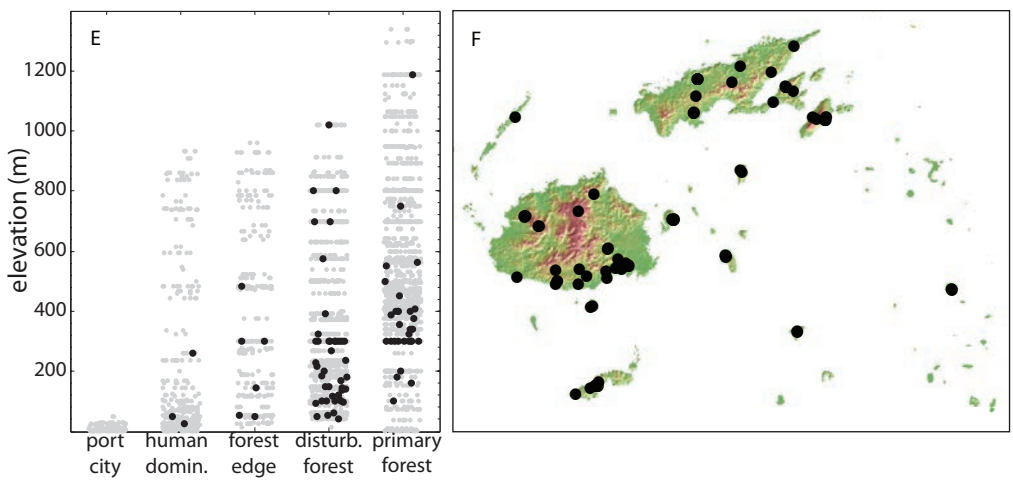 E
F
1200
1000
800
600
400
200
elevation (m)
port human forest disturb. primary
city domin. edge forest forest